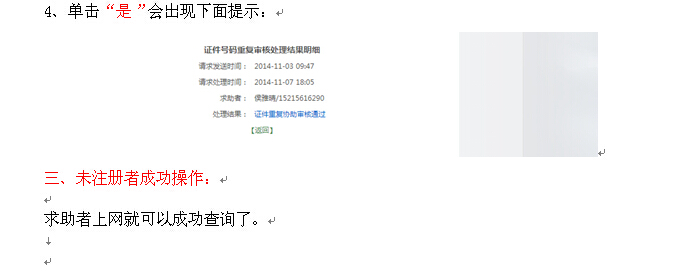 4、单击“是 ”会出现下面提示：
证件号码重复审核处理结果明细
请求发送时间： 2014-11-03 09:47
请求处理时间： 2014-11-07 18:05
求助者： 侯雅晴/15215616290
处理结果： 证件重复协助审核通过
【返回】
三、未注册者成功操作：
求助者上网就可以成功查询了。